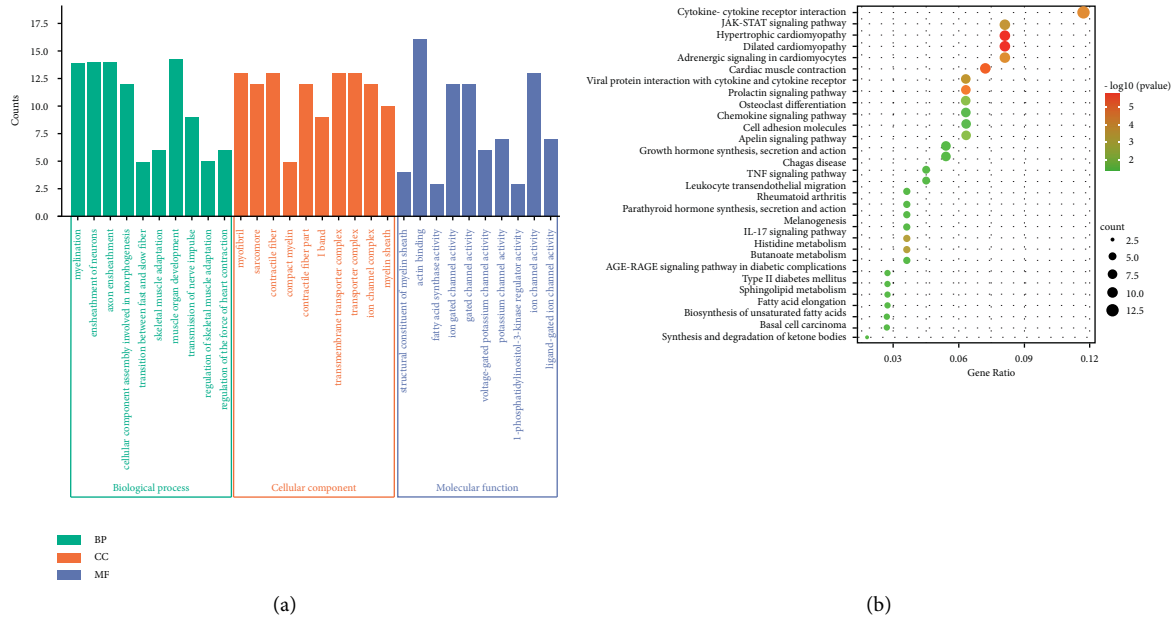 17.5
15.0
12.5
10.0
7.5
5.0
2.5
0.0
Counts
myelination
ensheathment of neurons
axon ensheathment
cellular component assembly involved in morphogenesis
transition between fast and slow fiber
skeletal muscle adaptation
muscle organ development
transmission of nerve impulse
regulation of skeletal muscle adaptation
regulation of the force of heart contraction
myofibril
sarcomore
contractile fiber
compact myelin
contractile fiber part
I band
transmembrane transporter complex
transporter complex
ion channel complex
myelin sheath
structural constituent of myelin sheath
actin binding
fatty acid synthase activity
ion gated channel activity
gated channel activity
voltage-gated potassium channel activity
potassium channel activity
1-phosphatidylinositol-3-kinase regulator activity
ion channel activity
ligand-gated ion channel activity
Biological process
Cellular component
Molecular function
BP
CC
MF
(a)
Cytokine- cytokine receptor interaction
JAK-STAT signaling pathway
Hypertrophic cardiomyopathy
Dilated cardiomyopathy
Adrenergic signaling in cardiomyocytes
Cardiac muscle contraction
Viral protein interaction with cytokine and cytokine receptor
Prolactin signaling pathway
Osteoclast differentiation
Chemokine signaling pathway
Cell adhesion molecules
Apelin signaling pathway
Growth hormone synthesis, secretion and action
Chagas disease
TNF signaling pathway
Leukocyte transendothelial migration
Rheumatoid arthritis
Parathyroid hormone synthesis, secretion and action
Melanogenesis
IL-17 signaling pathway
Histidine metabolism
Butanoate metabolism
AGE-RAGE signaling pathway in diabetic complications
Type II diabetes mellitus
Sphingolipid metabolism
Fatty acid elongation
Biosynthesis of unsaturated fatty acids
Basal cell carcinoma
Synthesis and degradation of ketone bodies
0.03
0.06
0.09
0.12
Gene Ratio
- log10 (pvalue)
5
4
3
2
count
2.5
5.0
7.5
10.0
12.5
(b)